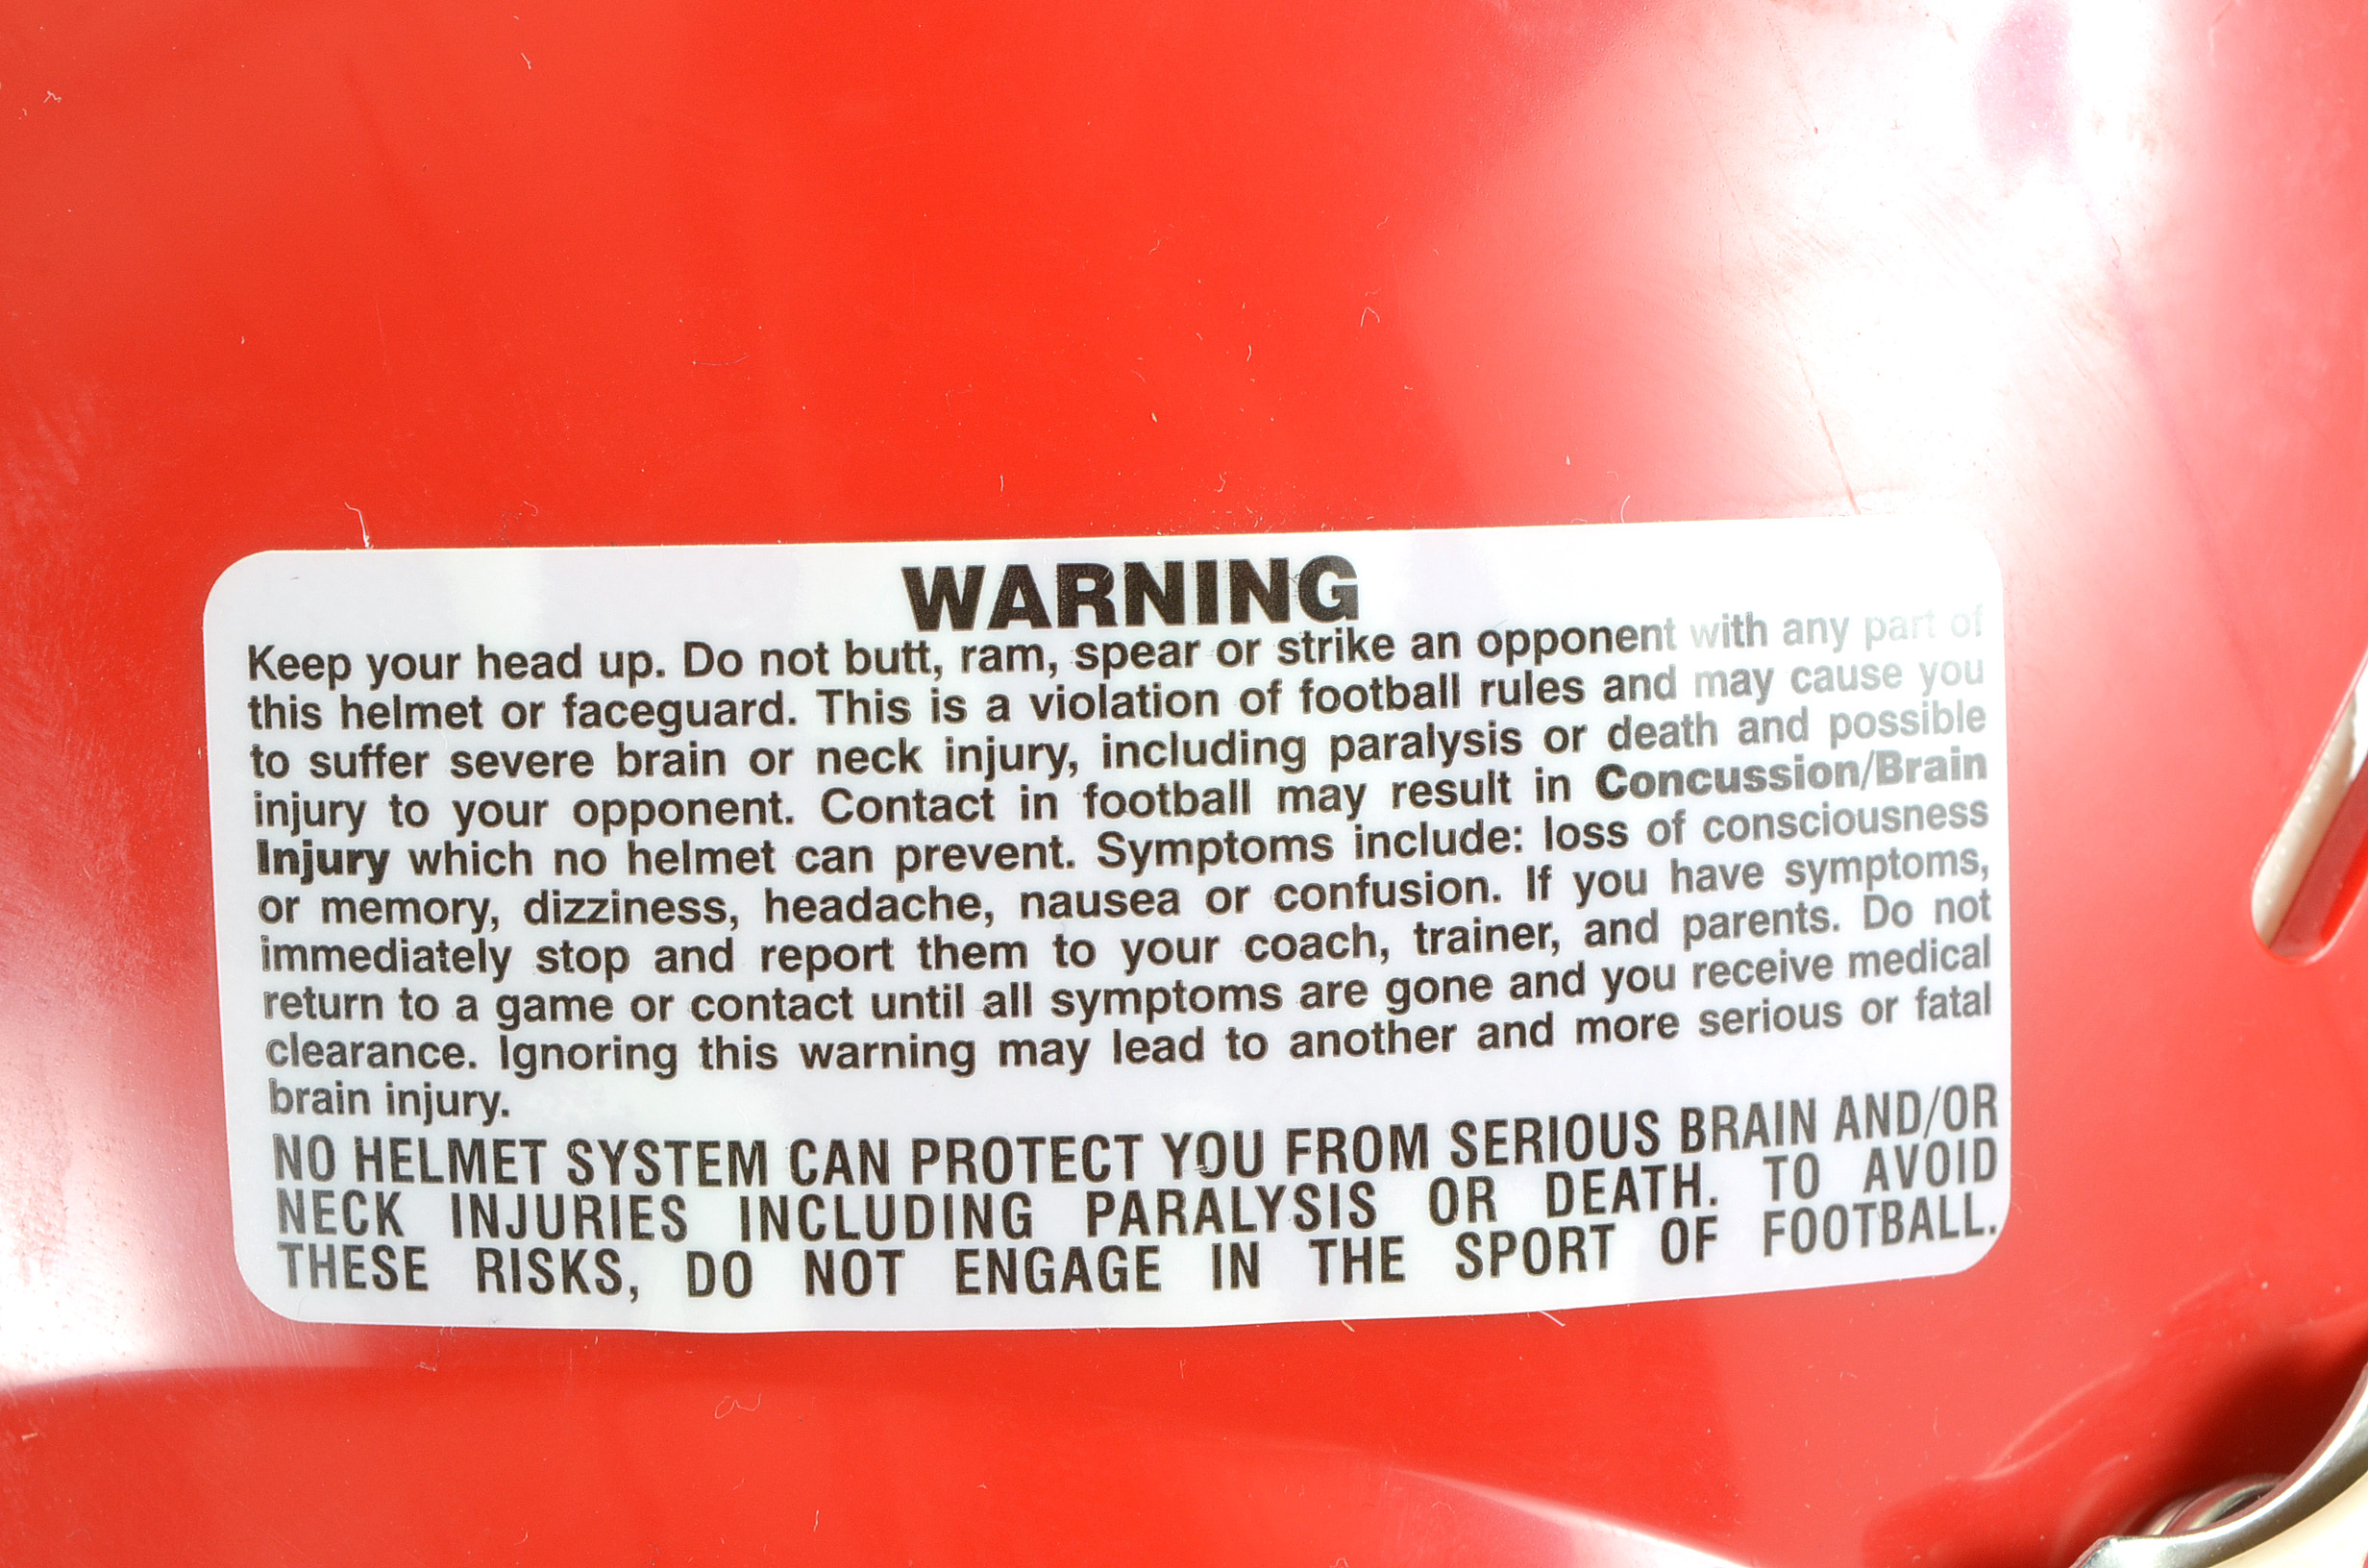 WARNING
Keep your head up. Do not butt, ram, spear or strike an opponent with any part of
this helmet or faceguard. This is a violation of football rules and may cause you
to suffer severe brain or neck injury, including paralysis or death and possible
injury to your opponent. Contact in football may result in Concussion/Brain
Injury which no helmet can prevent. Symptoms include: loss of consciousness
or memory, dizziness, headache, nausea or confusion. If you have symptoms,
immediately stop and report them to your coach, trainer, and parents. Do not
return to a game or contact until all symptoms are gone and you receive medical
clearance. Ignoring this warning may lead to another and more serious or fatal
brain injury.
NO HELMET SYSTEM CAN PROTECT YOU FROM SERIOUS BRAIN AND/OR
NECK INJURIES INCLUDING PARALYSIS OR DEATH. TO AVOID
THESE RISKS, DO NOT ENGAGE IN THE SPORT OF FOOTBALL.